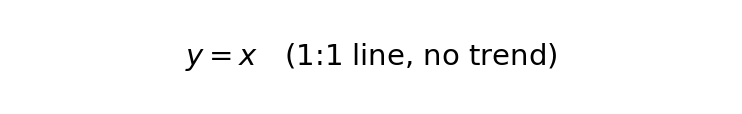 y = x (1:1 line, no trend)